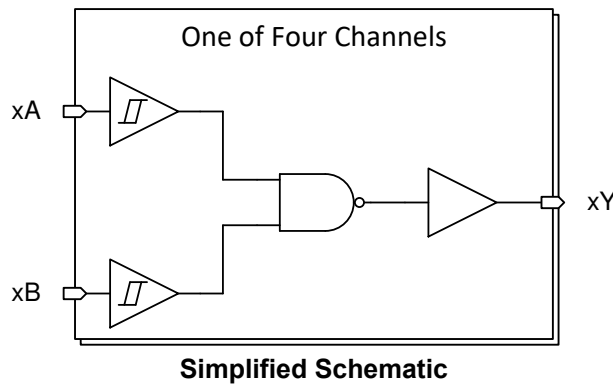 One of Four Channels
xA
xY
xB
Simplified Schematic